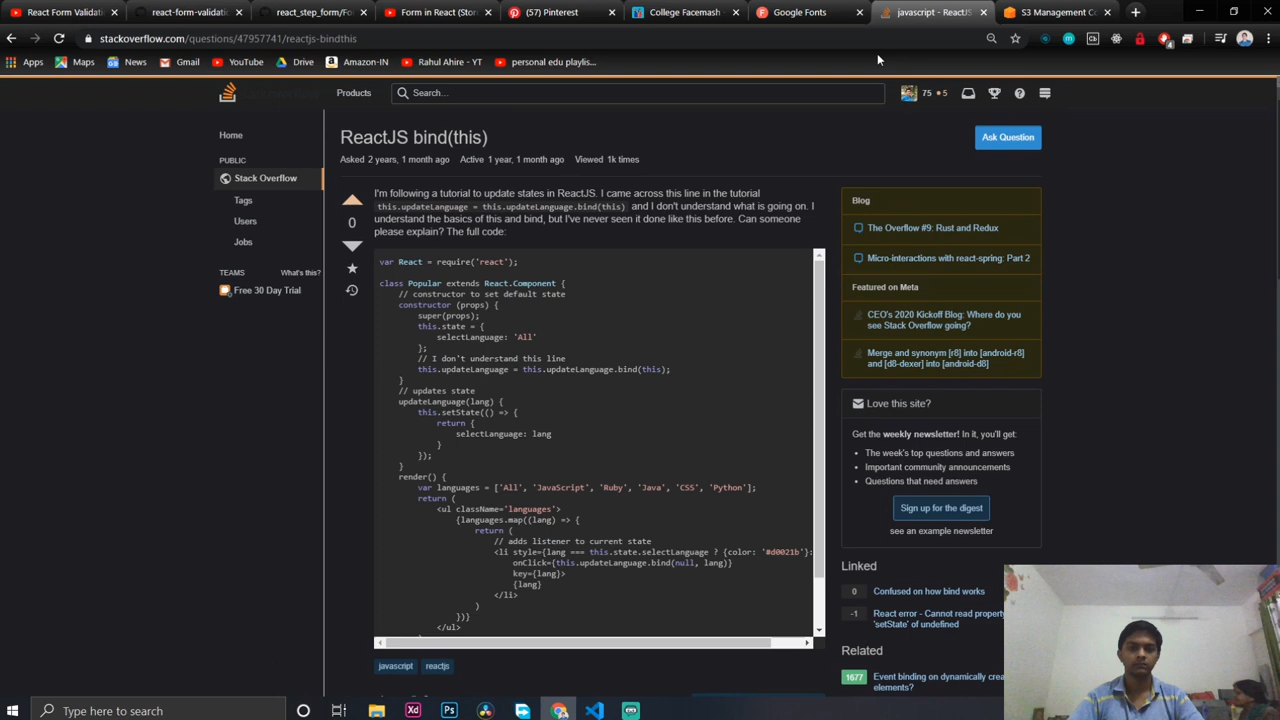 React Form Validati
react-form-validatio
react_step_form/Fo
Form in React (Stor
(57) Pinterest
College Facemash
Google Fonts
javascript - ReactJS
S3 Management Co
stackoverflow.com/questions/47957741/reactjs-bindthis
4
Apps
Maps
News
Gmail
YouTube
Drive
Amazon-IN
Rahul Ahire - YT
personal edu playlis...
Products
Search...
75 5
Home
PUBLIC
Stack Overflow
Tags
Users
Jobs
TEAMS What's this?
Free 30 Day Trial
ReactJS bind(this)
Ask Question
Asked 2 years, 1 month ago Active 1 year, 1 month ago Viewed 1k times
0
I'm following a tutorial to update states in ReactJS. I came across this line in the tutorial
this.updateLanguage = this.updateLanguage.bind(this) and I don't understand what is going on. I
understand the basics of this and bind, but I've never seen it done like this before. Can someone
please explain? The full code:
var React = require('react');
class Popular extends React.Component {
// constructor to set default state
constructor (props) {
super(props);
this.state = {
selectLanguage: 'All'
};
// I don't understand this line
this.updateLanguage = this.updateLanguage.bind(this);
}
// updates state
updateLanguage(lang) {
this.setState(() => {
return {
selectLanguage: lang
}
});
}
render() {
var languages = ['All', 'JavaScript', 'Ruby', 'Java', 'CSS', 'Python'];
return (
<ul className='languages'>
{languages.map((lang) => {
return (
// adds listener to current state
<li style={lang === this.state.selectLanguage ? {color: '#d0021b'}:
onClick={this.updateLanguage.bind(null, lang)}
key={lang}>
{lang}
</li>
)
})}
</ul>
javascript
reactjs
Blog
The Overflow #9: Rust and Redux
Micro-interactions with react-spring: Part 2
Featured on Meta
CEO's 2020 Kickoff Blog: Where do you
see Stack Overflow going?
Merge and synonym [r8] into [android-r8]
and [d8-dexer] into [android-d8]
Love this site?
Get the weekly newsletter! In it, you'll get:
The week's top questions and answers
Important community announcements
Questions that need answers
Sign up for the digest
see an example newsletter
Linked
0 Confused on how bind works
-1 React error - Cannot read property
'setState' of undefined
Related
1677 Event binding on dynamically crea
elements?
Type here to search
Xd
Ps